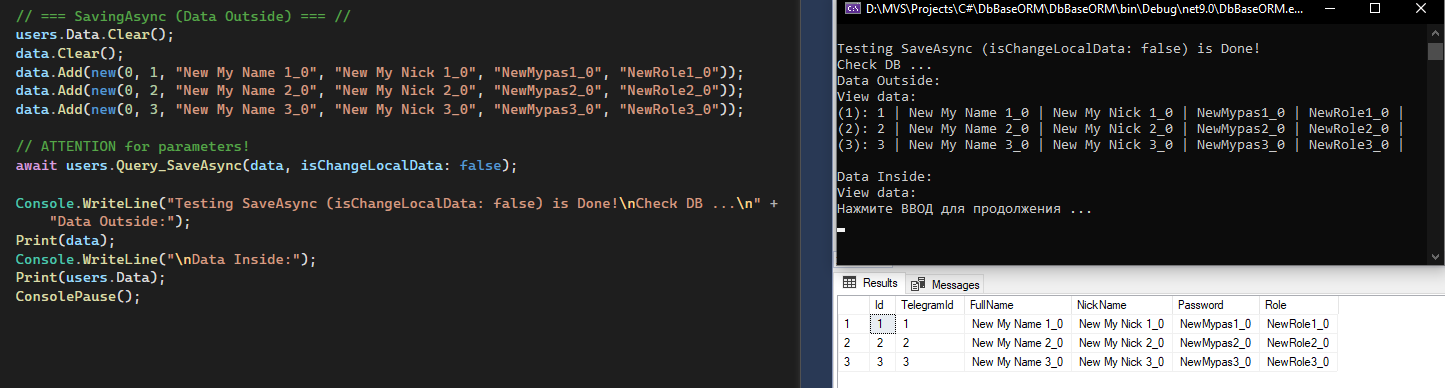 // === SavingAsync (Data Outside) === //
users.Data.Clear();
data.Clear();
data.Add(new(0, 1, "New My Name 1_0", "New My Nick 1_0", "NewMypas1_0", "NewRole1_0"));
data.Add(new(0, 2, "New My Name 2_0", "New My Nick 2_0", "NewMypas2_0", "NewRole2_0"));
data.Add(new(0, 3, "New My Name 3_0", "New My Nick 3_0", "NewMypas3_0", "NewRole3_0"));
// ATTENTION for parameters!
await users.Query_SaveAsync(data, isChangeLocalData: false);
Console.WriteLine("Testing SaveAsync (isChangeLocalData: false) is Done!\nCheck DB ...\n" +
"Data Outside:");
Print(data);
Console.WriteLine("\nData Inside:");
Print(users.Data);
ConsolePause();
D:\MVS\Projects\C#\DbBaseORM\DbBaseORM\bin\Debug\net9.0\DbBaseORM.e...
Testing SaveAsync (isChangeLocalData: false) is Done!
Check DB ...
Data Outside:
View data:
(1): 1 | New My Name 1_0 | New My Nick 1_0 | NewMypas1_0 | NewRole1_0 |
(2): 2 | New My Name 2_0 | New My Nick 2_0 | NewMypas2_0 | NewRole2_0 |
(3): 3 | New My Name 3_0 | New My Nick 3_0 | NewMypas3_0 | NewRole3_0 |
Data Inside:
View data:
Нажмите ВВОД для продолжения ...
Results Messages
Id TelegramId FullName NickName Password Role
1 1 1 New My Name 1_0 New My Nick 1_0 NewMypas1_0 NewRole1_0
2 2 2 New My Name 2_0 New My Nick 2_0 NewMypas2_0 NewRole2_0
3 3 3 New My Name 3_0 New My Nick 3_0 NewMypas3_0 NewRole3_0